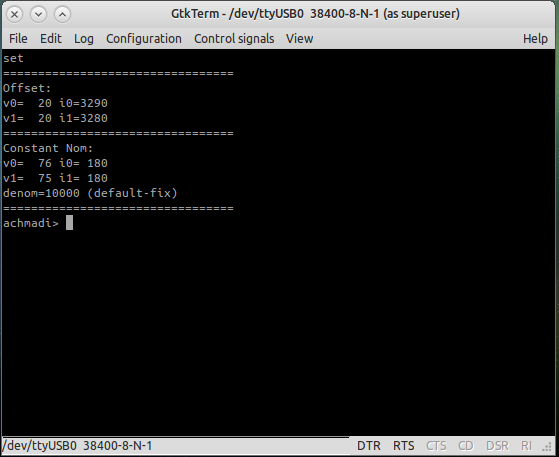 GtkTerm - /dev/ttyUSB0 38400-8-N-1 (as superuser)
File Edit Log Configuration Control signals View Help
set
=================================
Offset:
v0=  20 i0=3290
v1=  20 i1=3280
=================================
Constant Nom:
v0=  76 i0= 180
v1=  75 i1= 180
denom=10000 (default-fix)
=================================
achmadi>
/dev/ttyUSB0 38400-8-N-1 DTR RTS CTS CD DSR RI